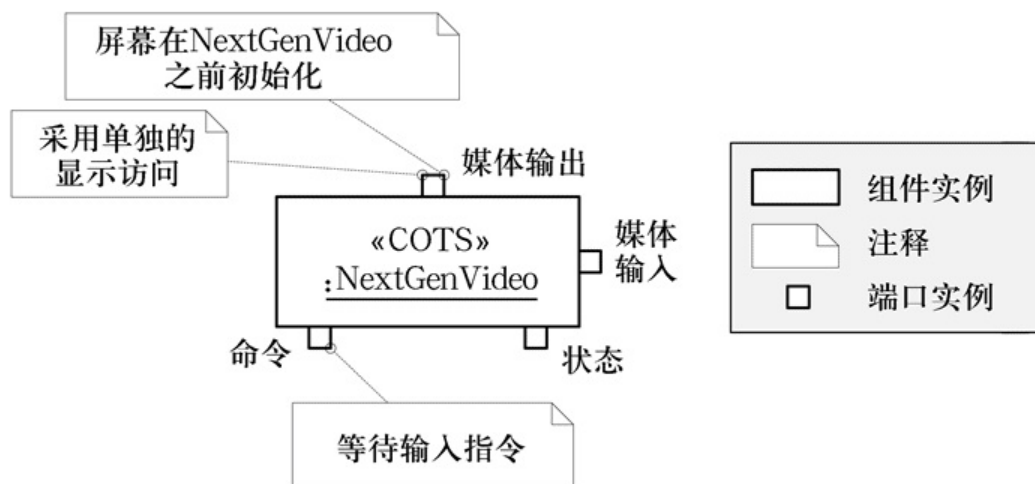 屏幕在NextGenVideo
之前初始化
采用单独的
显示访问
媒体输出
«COTS»
:NextGenVideo
媒体
输入
命令
状态
等待输入指令
组件实例
注释
端口实例